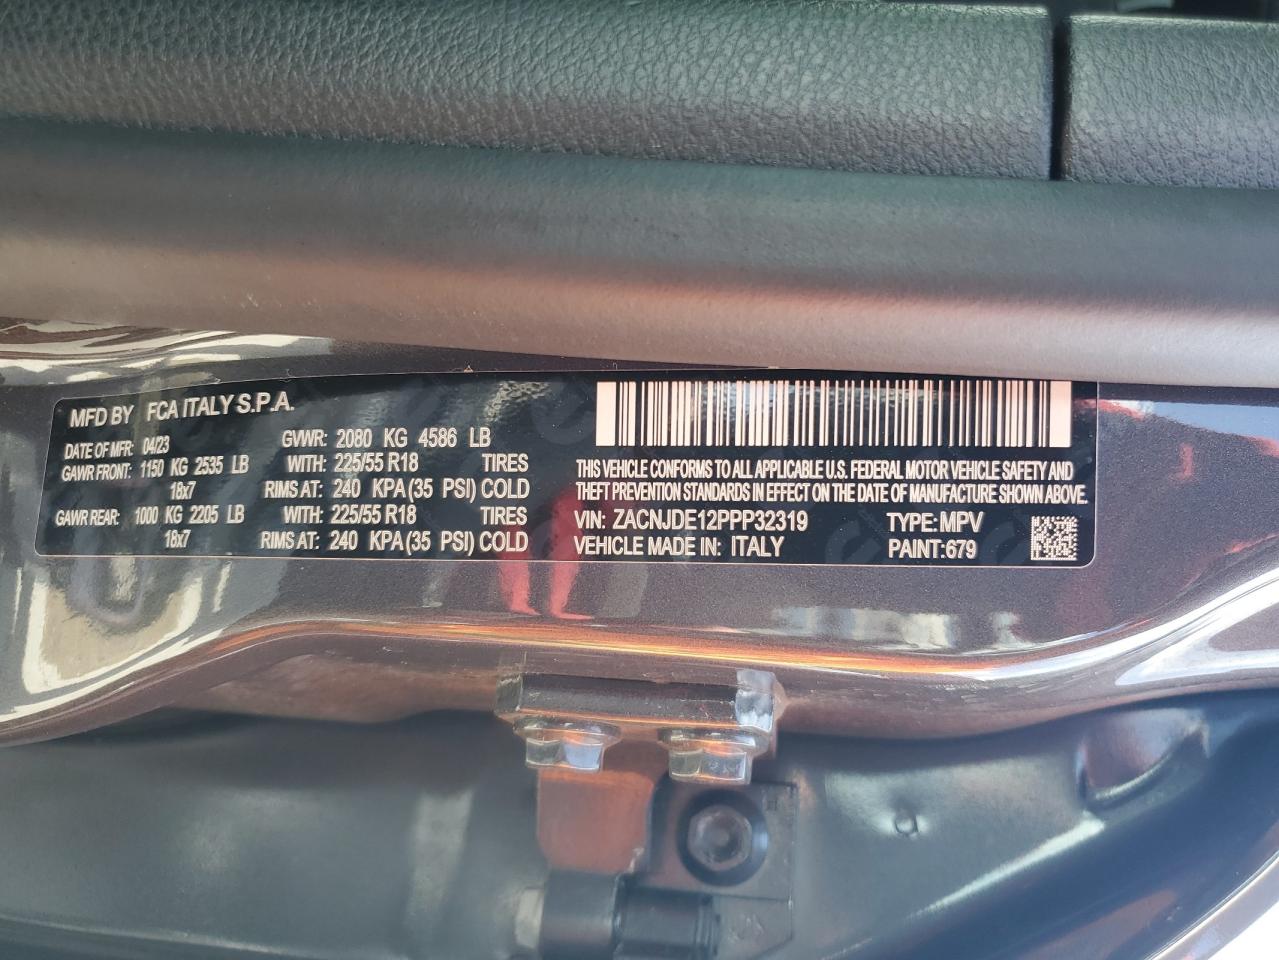 MFD BY FCA ITALY S.P.A.
DATE OF MFR: 04/23 GVWR: 2080 KG 4586 LB
GAWR FRONT: 1150 KG 2535 LB WITH: 225/55 R18 TIRES
18x7 RIMS AT: 240 KPA (35 PSI) COLD
GAWR REAR: 1000 KG 2205 LB WITH: 225/55 R18 TIRES
18x7 RIMS AT: 240 KPA (35 PSI) COLD
THIS VEHICLE CONFORMS TO ALL APPLICABLE U.S. FEDERAL MOTOR VEHICLE SAFETY AND
THEFT PREVENTION STANDARDS IN EFFECT ON THE DATE OF MANUFACTURE SHOWN ABOVE.
VIN: ZACNJDE12PPP32319 TYPE: MPV
VEHICLE MADE IN: ITALY PAINT: 679